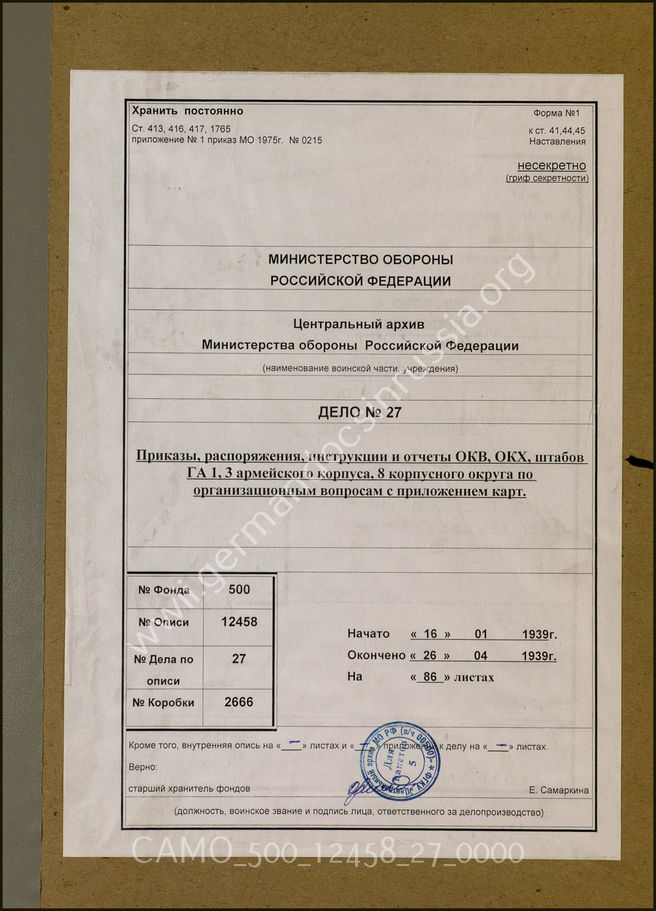 Хранить постоянно
Форма №1
Ст. 413, 416, 417, 1765
к ст. 41,44,45
приложение № 1 приказ МО 1975г. № 0215
Наставления
несекретно
(гриф секретности)
МИНИСТЕРСТВО ОБОРОНЫ
РОССИЙСКОЙ ФЕДЕРАЦИИ
Центральный архив
Министерства обороны Российской Федерации
(наименование воинской части, учреждения)
ДЕЛО № 27
Приказы, распоряжения, инструкции и отчеты ОКВ, ОКХ, штабов
ГА 1, 3 армейского корпуса, 8 корпусного округа по
организационным вопросам с приложением карт.
№ Фонда 500
№ Описи 12458
№ Дела по описи 27
№ Коробки 2666
Начато « 16 » 01 1939г.
Окончено « 26 » 04 1939г.
На « 86 » листах
Кроме того, внутренняя опись на « — » листах и « — » приложений к делу на « — » листах.
Верно:
старший хранитель фондов
Е. Самаркина
(должность, воинское звание и подпись лица, ответственного за делопроизводство)
Для
пакетов
5
www.germandocsinrussia.org
CAMO_500_12458_27_0000